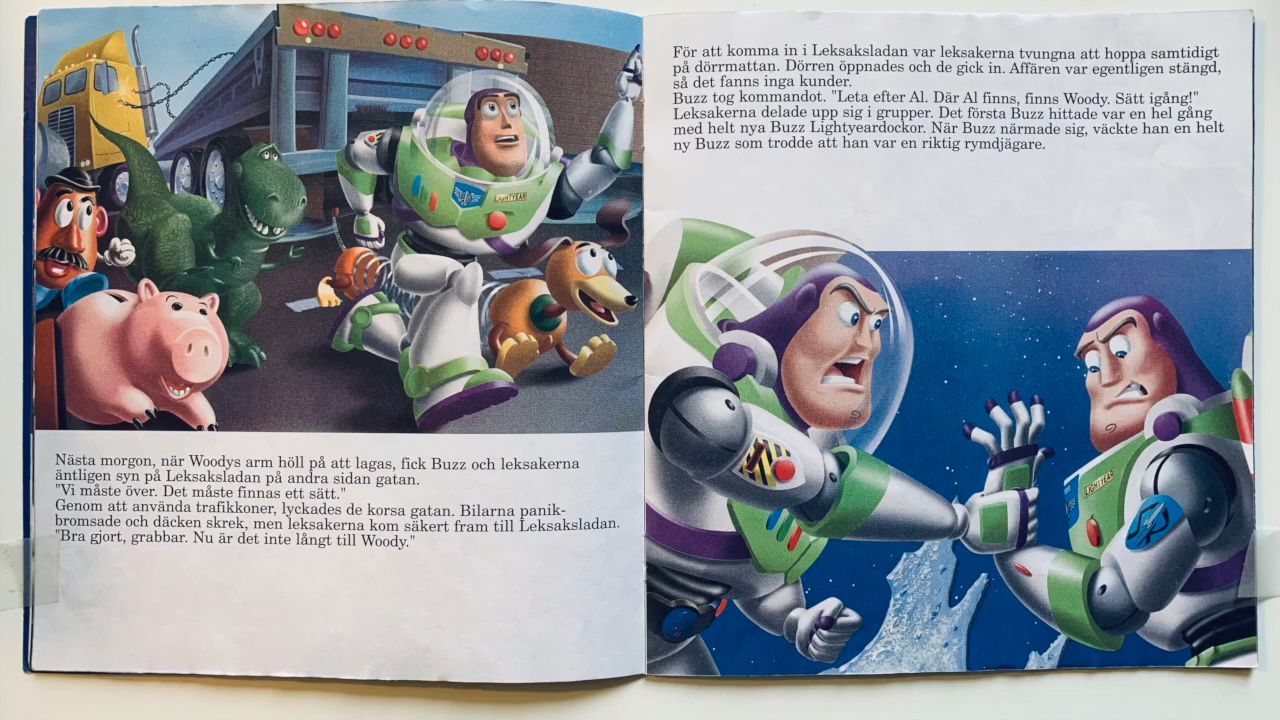 Nästa morgon, när Woodys arm höll på att lagas, fick Buzz och leksakerna
äntligen syn på Leksaksladan på andra sidan gatan.
"Vi måste över. Det måste finnas ett sätt."
Genom att använda trafikkoner, lyckades de korsa gatan. Bilarna panik-
bromsade och däcken skrek, men leksakerna kom säkert fram till Leksaksladan.
"Bra gjort, grabbar. Nu är det inte långt till Woody."
LIGHTYEAR
För att komma in i Leksaksladan var leksakerna tvungna att hoppa samtidigt
på dörrmattan. Dörren öppnades och de gick in. Affären var egentligen stängd,
så det fanns inga kunder.
Buzz tog kommandot. "Leta efter Al. Där Al finns, finns Woody. Sätt igång!"
Leksakerna delade upp sig i grupper. Det första Buzz hittade var en hel gång
med helt nya Buzz Lightyeardockor. När Buzz närmade sig, väckte han en helt
ny Buzz som trodde att han var en riktig rymdjägare.
LIGHTYEAR